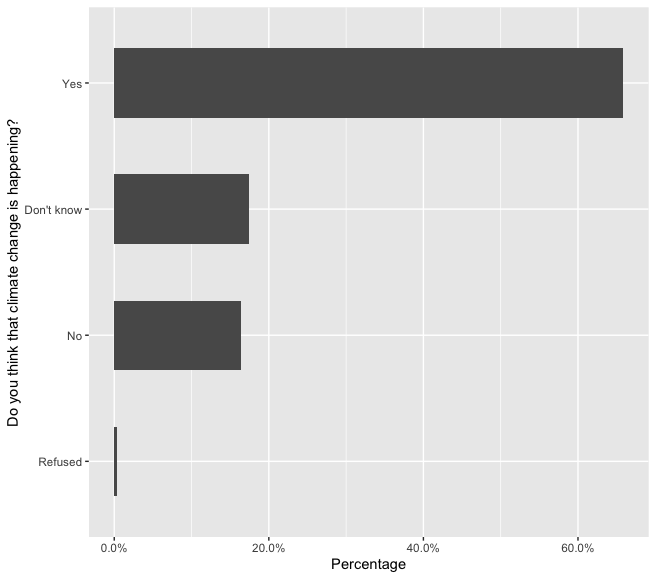 Do you think that climate change is happening?
Yes
Don't know
No
Refused
0.0% 20.0% 40.0% 60.0%
Percentage